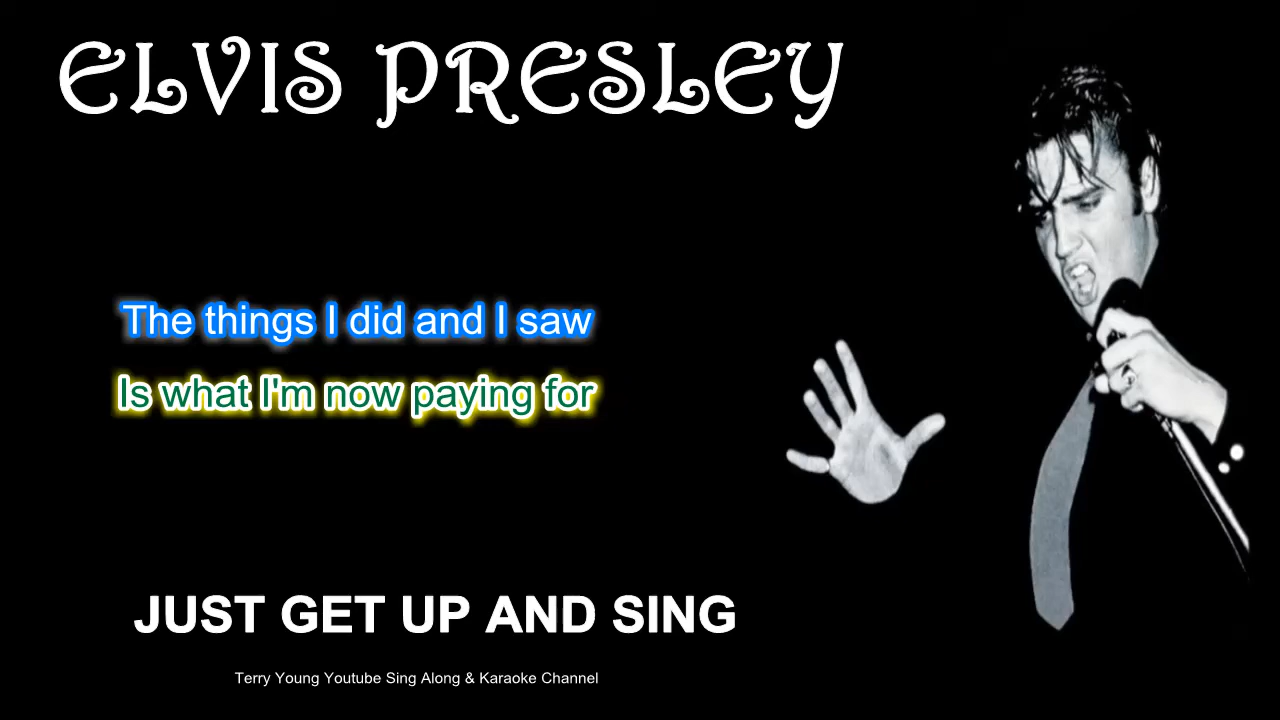 ELVIS PRESLEY
The things I did and I saw
Is what I'm now paying for
JUST GET UP AND SING
Terry Young Youtube Sing Along & Karaoke Channel